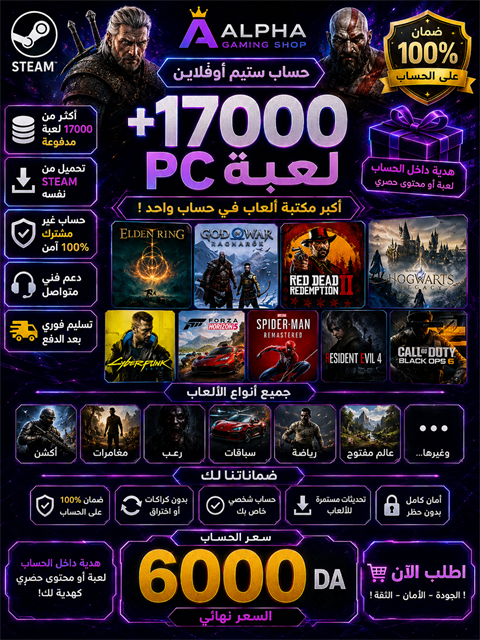 STEAM™
ALPHA
GAMING SHOP
ضمان
100%
على الحساب
حساب ستيم أوفلاين
+17000
لعبة PC
أكبر مكتبة ألعاب في حساب واحد !
هدية داخل الحساب
لعبة أو محتوى حصري
أكثر من
17000 لعبة
مدفوعة
تحميل من
STEAM
نفسه
حساب غير
مشترك
100% آمن
دعم فني
متواصل
تسليم فوري
بعد الدفع
ELDEN RING
GOD OF WAR
RAGNARÖK
RED DEAD
REDEMPTION
II
HOGWARTS
Cyberpunk
FORZA
HORIZON 5
MARVEL
SPIDER-MAN
REMASTERED
RESIDENT EVIL 4
CALL OF DUTY
BLACK OPS 6
جميع أنواع الألعاب
أكشن
مغامرات
رعب
سباقات
رياضة
عالم مفتوح
وغيرها...
ضماناتنا لك
ضمان 100%
على الحساب
بدون كراكات
أو اختراق
حساب شخصي
خاص بك
تحديثات مستمرة
للألعاب
أمان كامل
بدون حظر
سعر الحساب
6000 DA
السعر نهائي
هدية داخل الحساب
لعبة أو محتوى حصري
كهدية لك!
اطلب الآن
! الجودة - الأمان - الثقة !